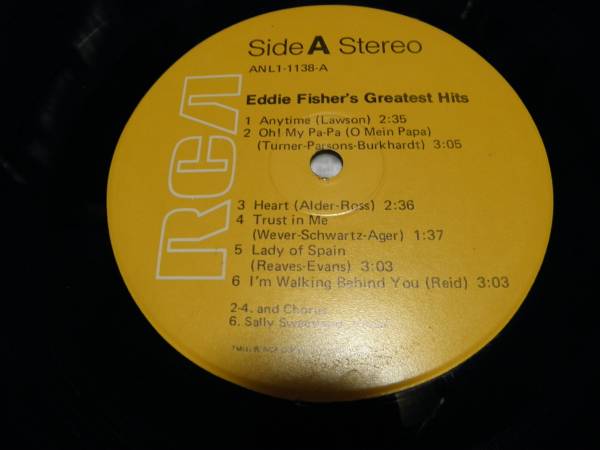 Side A Stereo
ANL1-1138-A
Eddie Fisher's Greatest Hits
1 Anytime (Lawson) 2:35
2 Oh! My Pa-Pa (O Mein Papa)
(Turner-Parsons-Burkhardt) 3:05
RCA
3 Heart (Alder-Ross) 2:36
4 Trust in Me
(Wever-Schwartz-Ager) 1:37
5 Lady of Spain
(Reaves-Evans) 3:03
6 I'm Walking Behind You (Reid) 3:03
2-4. and Chorus
6. Sally